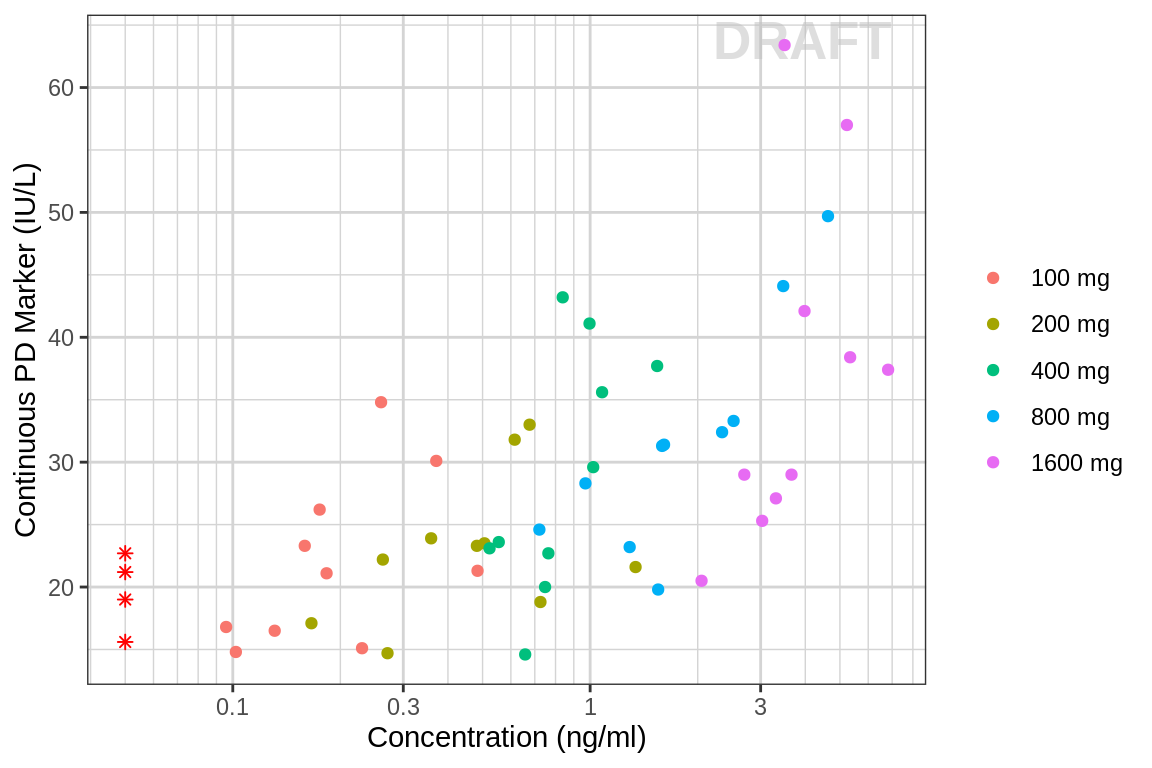 DRAFT
Continuous PD Marker (IU/L)
60
50
40
30
20
0.1 0.3 1 3
Concentration (ng/ml)
100 mg
200 mg
400 mg
800 mg
1600 mg